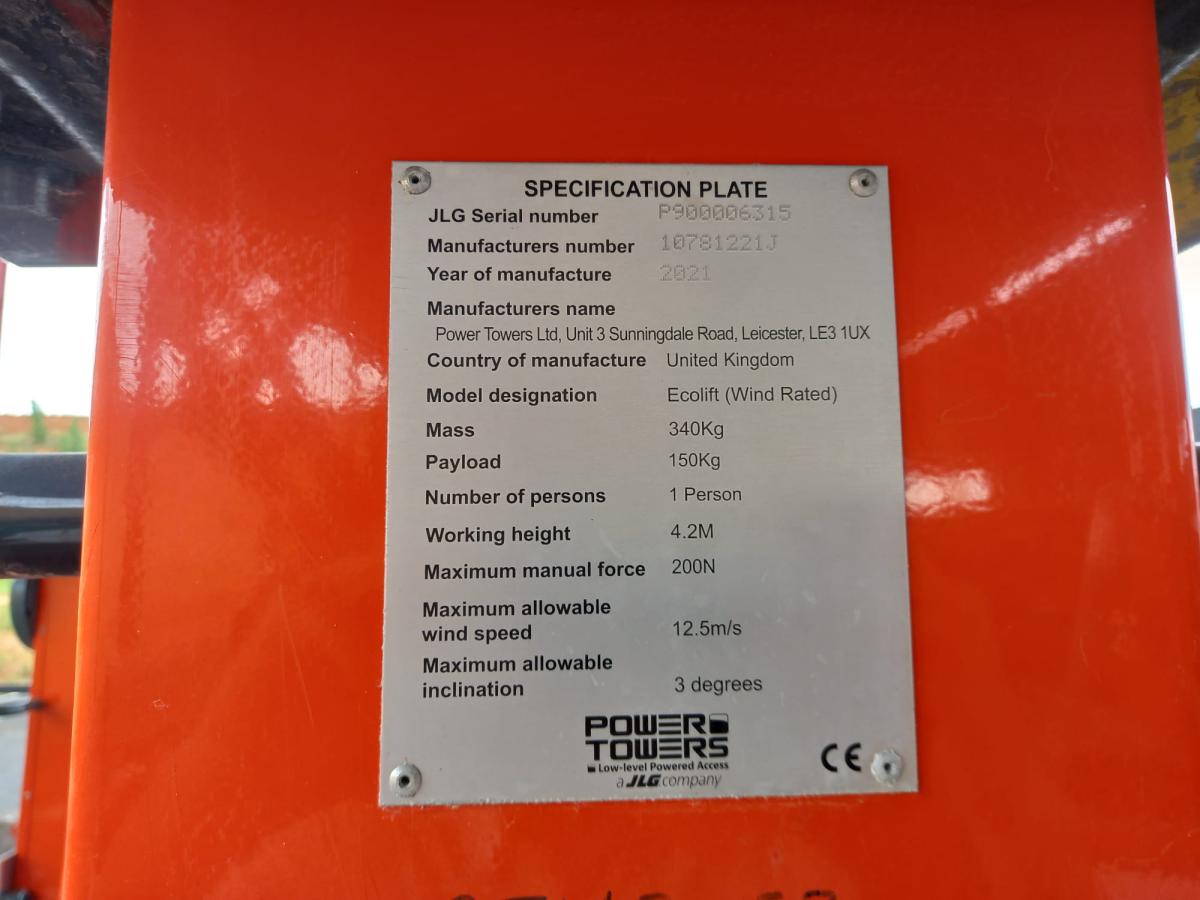 SPECIFICATION PLATE
JLG Serial number P900006315
Manufacturers number 10781221J
Year of manufacture 2021
Manufacturers name
Power Towers Ltd, Unit 3 Sunningdale Road, Leicester, LE3 1UX
Country of manufacture United Kingdom
Model designation Ecolift (Wind Rated)
Mass 340Kg
Payload 150Kg
Number of persons 1 Person
Working height 4.2M
Maximum manual force 200N
Maximum allowable
wind speed 12.5m/s
Maximum allowable
inclination 3 degrees
POWER
TOWERS
Low-level Powered Access
a JLG company
CE